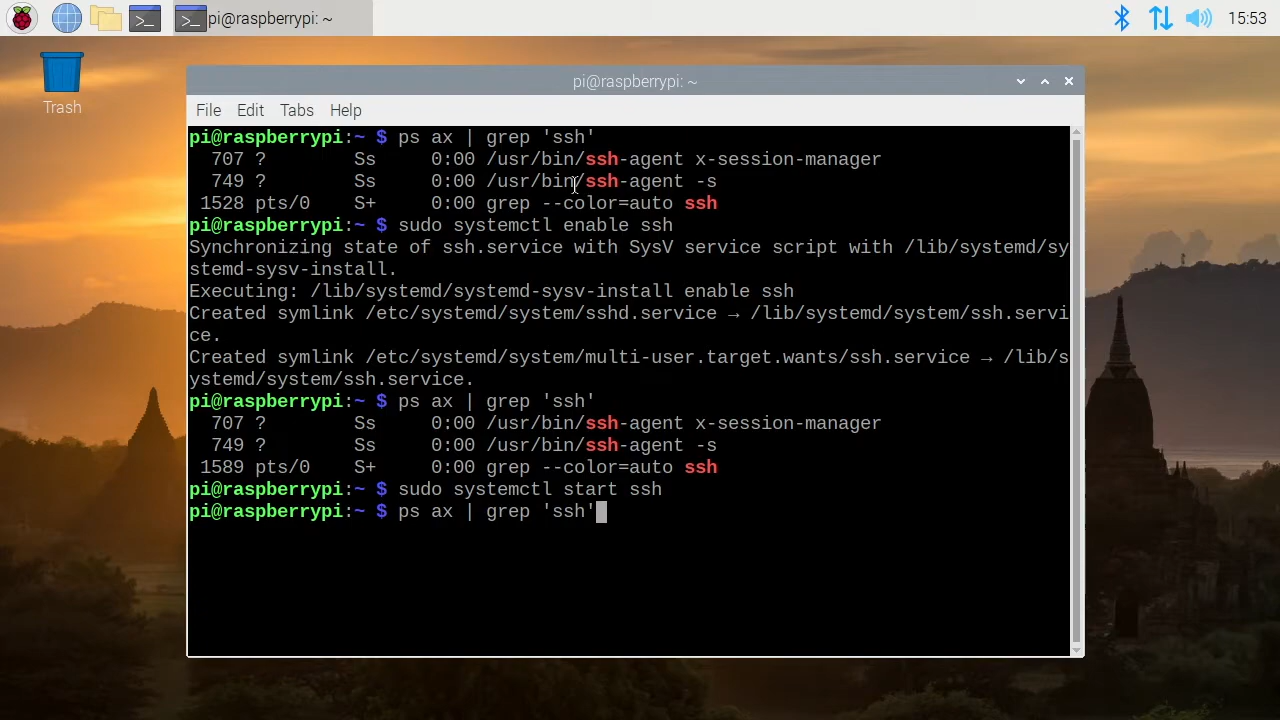 pi@raspberrypi: ~
15:53
Trash
pi@raspberrypi: ~
File Edit Tabs Help
pi@raspberrypi:~ $ ps ax | grep 'ssh'
707 ? Ss 0:00 /usr/bin/ssh-agent x-session-manager
749 ? Ss 0:00 /usr/bin/ssh-agent -s
1528 pts/0 S+ 0:00 grep --color=auto ssh
pi@raspberrypi:~ $ sudo systemctl enable ssh
Synchronizing state of ssh.service with SysV service script with /lib/systemd/sy
stemd-sysv-install.
Executing: /lib/systemd/systemd-sysv-install enable ssh
Created symlink /etc/systemd/system/sshd.service → /lib/systemd/system/ssh.servi
ce.
Created symlink /etc/systemd/system/multi-user.target.wants/ssh.service → /lib/s
ystemd/system/ssh.service.
pi@raspberrypi:~ $ ps ax | grep 'ssh'
707 ? Ss 0:00 /usr/bin/ssh-agent x-session-manager
749 ? Ss 0:00 /usr/bin/ssh-agent -s
1589 pts/0 S+ 0:00 grep --color=auto ssh
pi@raspberrypi:~ $ sudo systemctl start ssh
pi@raspberrypi:~ $ ps ax | grep 'ssh'